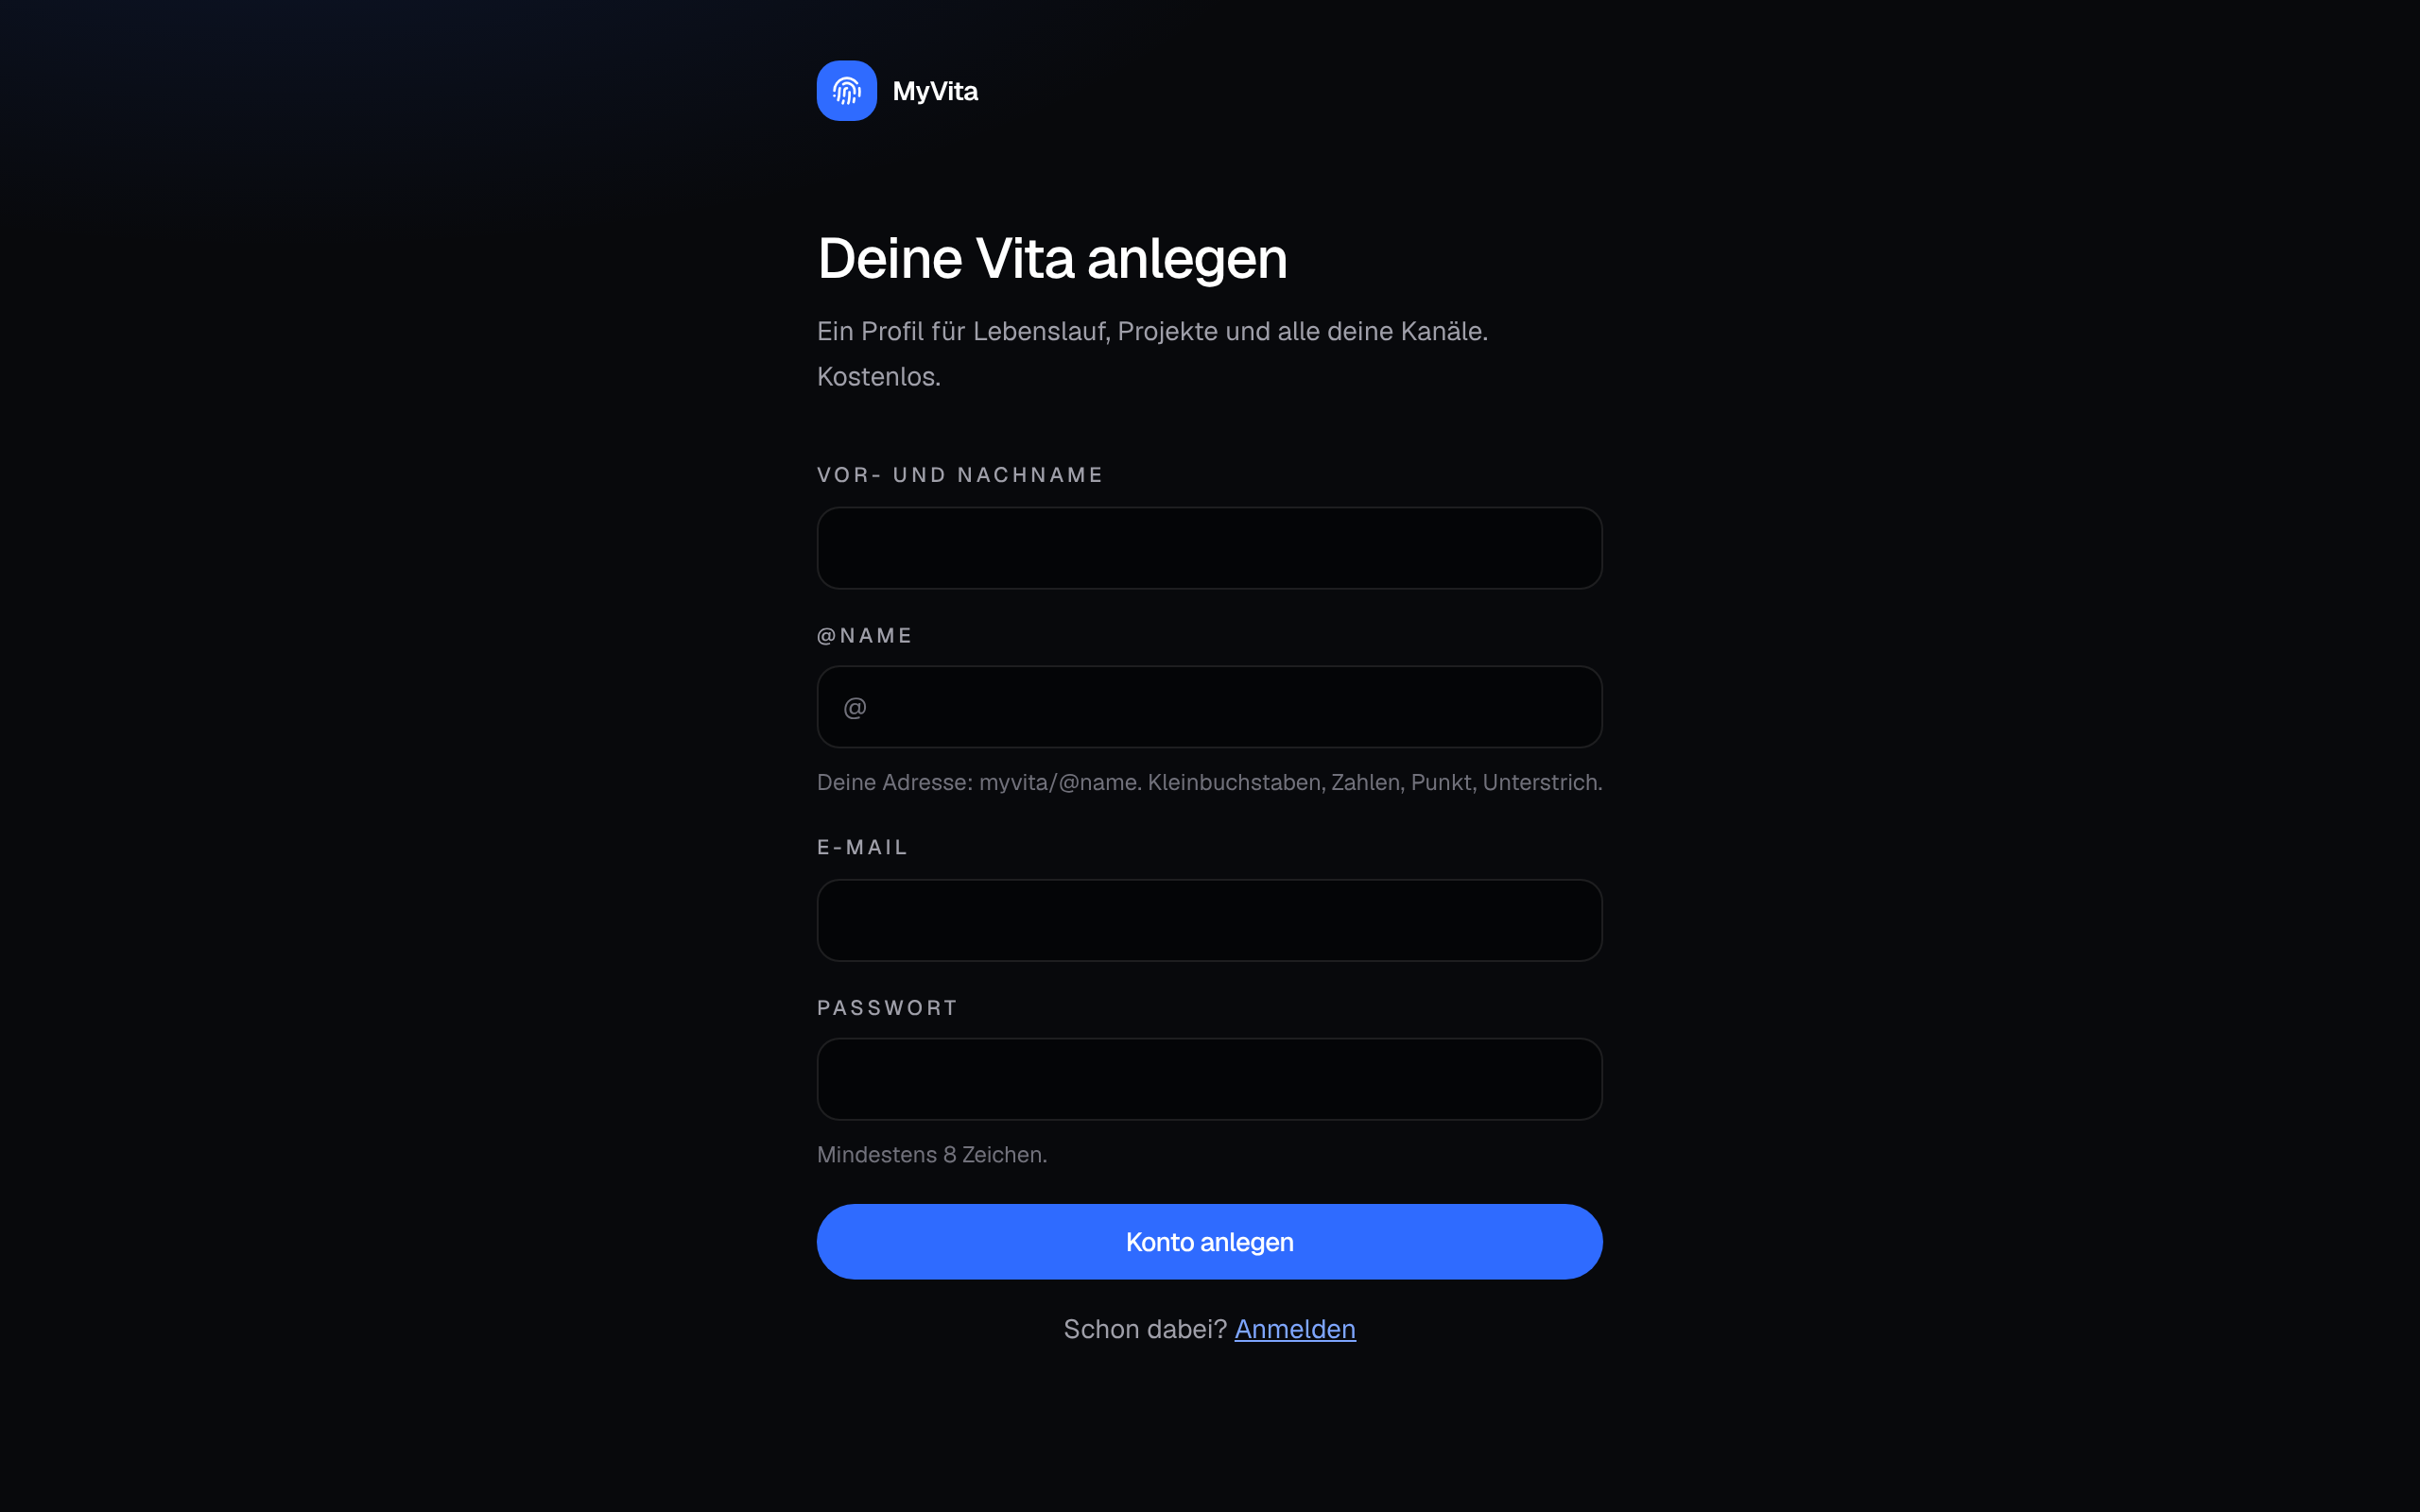 MyVita
Deine Vita anlegen
Ein Profil für Lebenslauf, Projekte und alle deine Kanäle.
Kostenlos.
VOR- UND NACHNAME
@NAME
@
Deine Adresse: myvita/@name. Kleinbuchstaben, Zahlen, Punkt, Unterstrich.
E-MAIL
PASSWORT
Mindestens 8 Zeichen.
Konto anlegen
Schon dabei? Anmelden